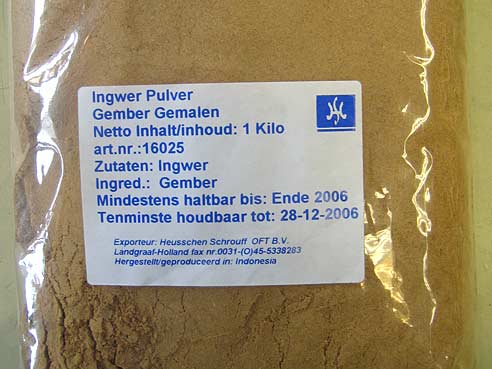 Ingwer Pulver
Gember Gemalen
Netto Inhalt/inhoud: 1 Kilo
art.nr.:16025
Zutaten: Ingwer
Ingred.: Gember
Mindestens haltbar bis: Ende 2006
Tenminste houdbaar tot: 28-12-2006
Exporteur: Heusschen Schrouff OFT B.V.
Landgraaf-Holland fax nr.0031-(O)45-5338283
Hergestellt/geproduceerd in: Indonesia